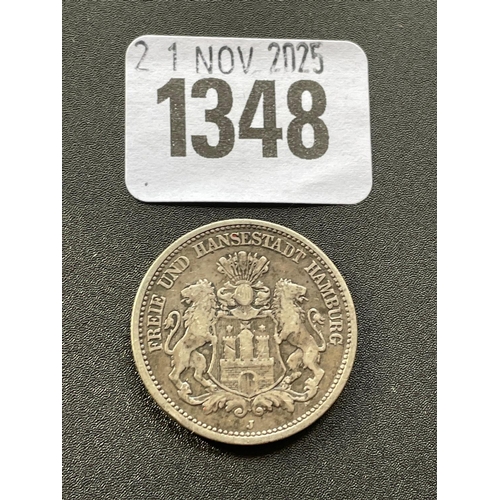 21 NOV 2025
1348
FREIE UND HANSESTADT HAMBURG
J